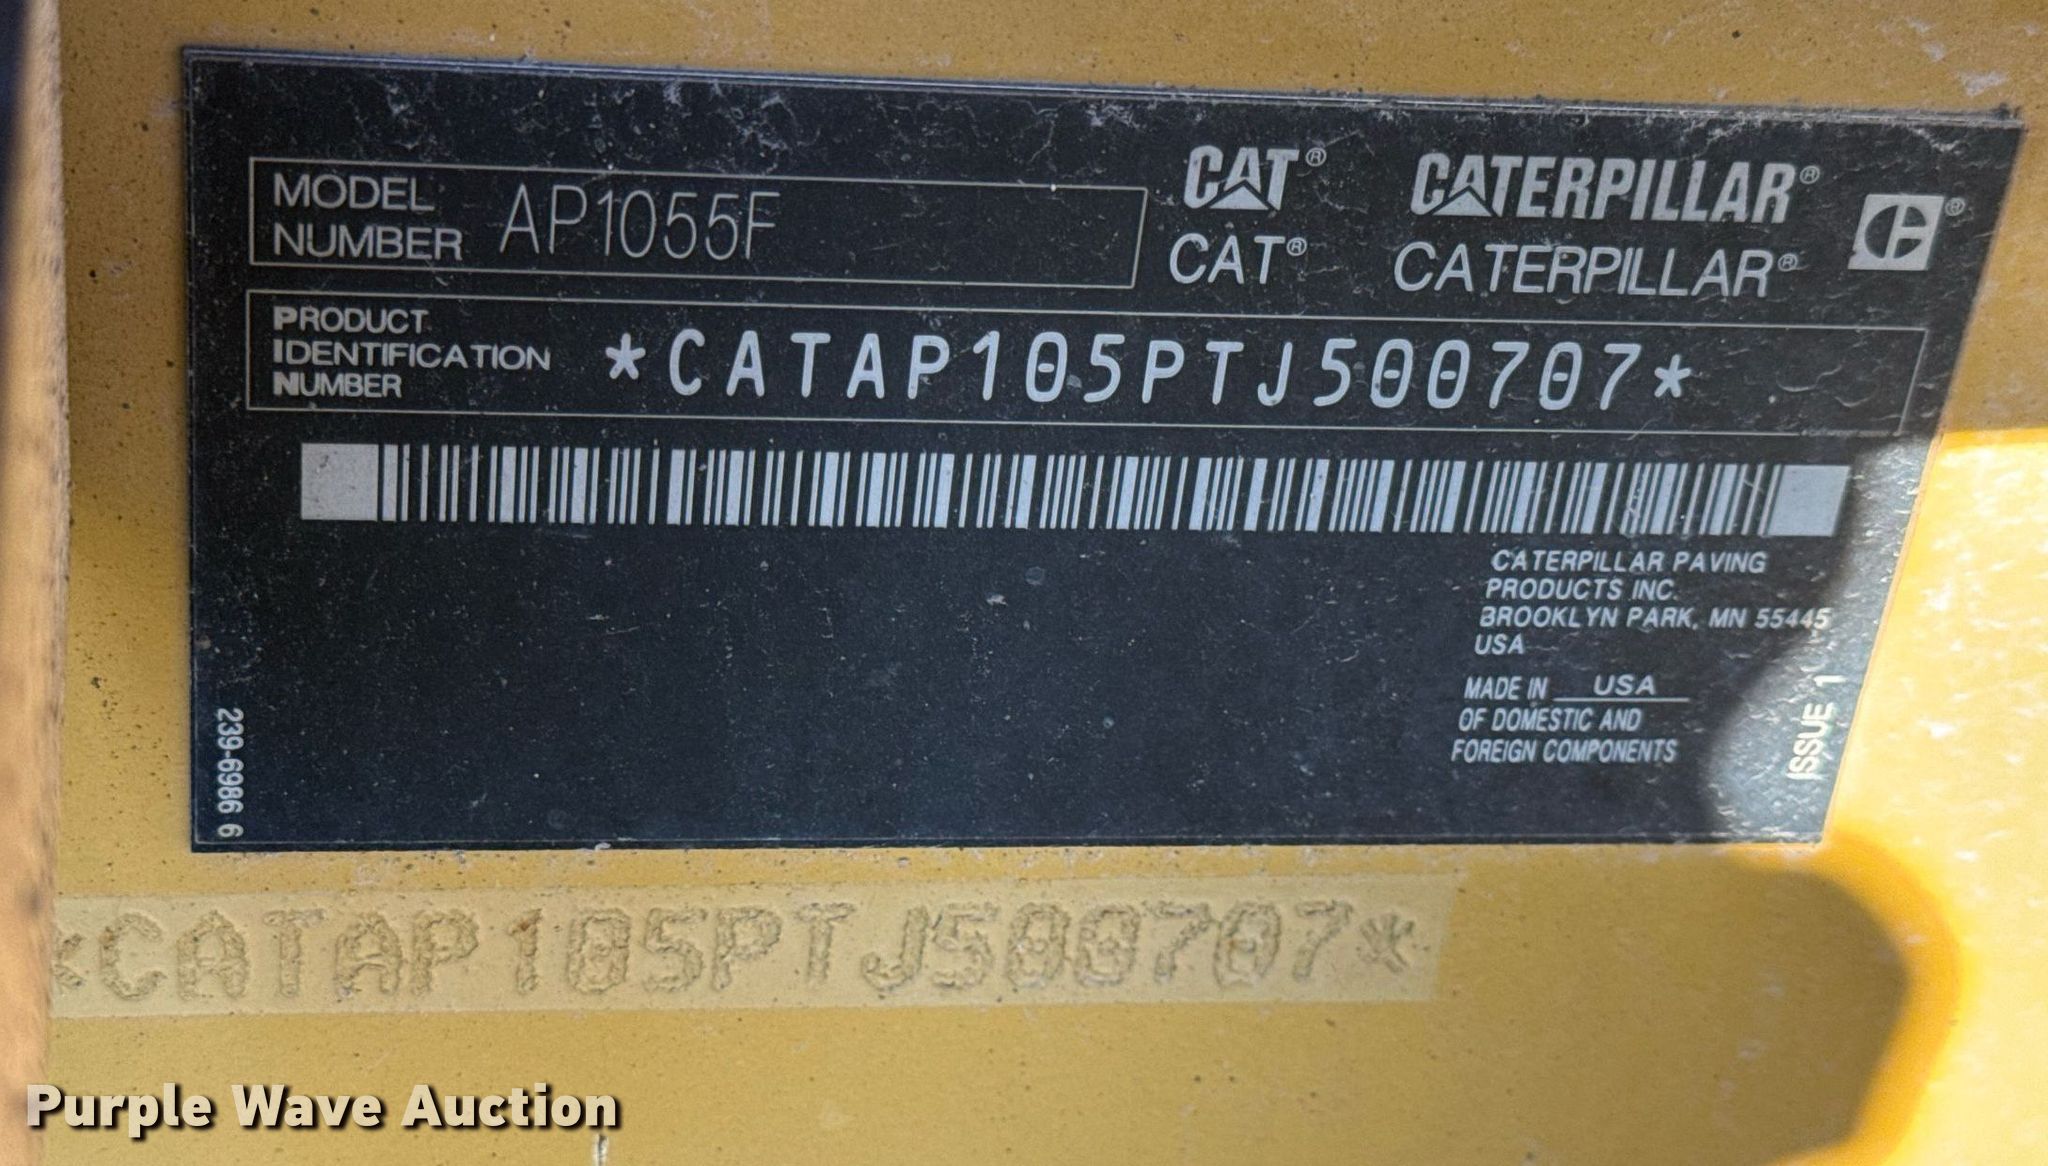 MODEL NUMBER AP1055F
CAT® CATERPILLAR®
CAT® CATERPILLAR®
PRODUCT IDENTIFICATION NUMBER *CATAP105PTJ500707*
CATERPILLAR PAVING
PRODUCTS INC.
BROOKLYN PARK, MN 55445
USA
MADE IN USA
OF DOMESTIC AND
FOREIGN COMPONENTS
ISSUE 1
239-6986 6
*CATAP105PTJ500707*
Purple Wave Auction